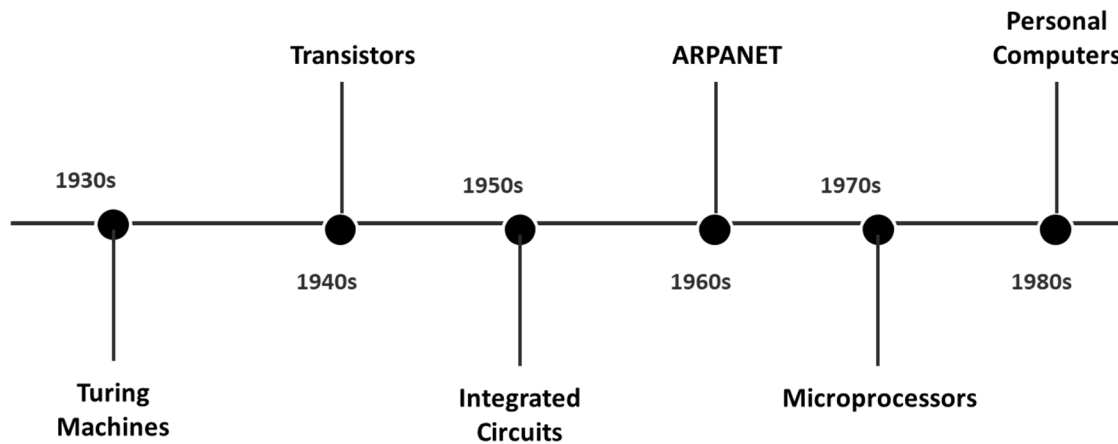 Personal
Computers
Transistors
ARPANET
1930s
1950s
1970s
1940s
1960s
1980s
Turing
Machines
Integrated
Circuits
Microprocessors